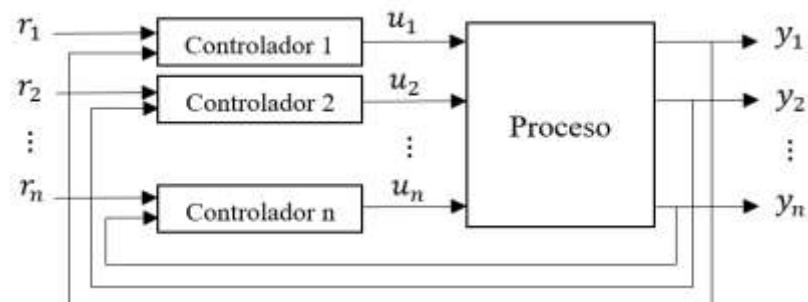 r₁ Controlador 1 u₁ y₁
r₂ Controlador 2 u₂ y₂
⋮ ⋮ Proceso ⋮
rₙ Controlador n uₙ yₙ